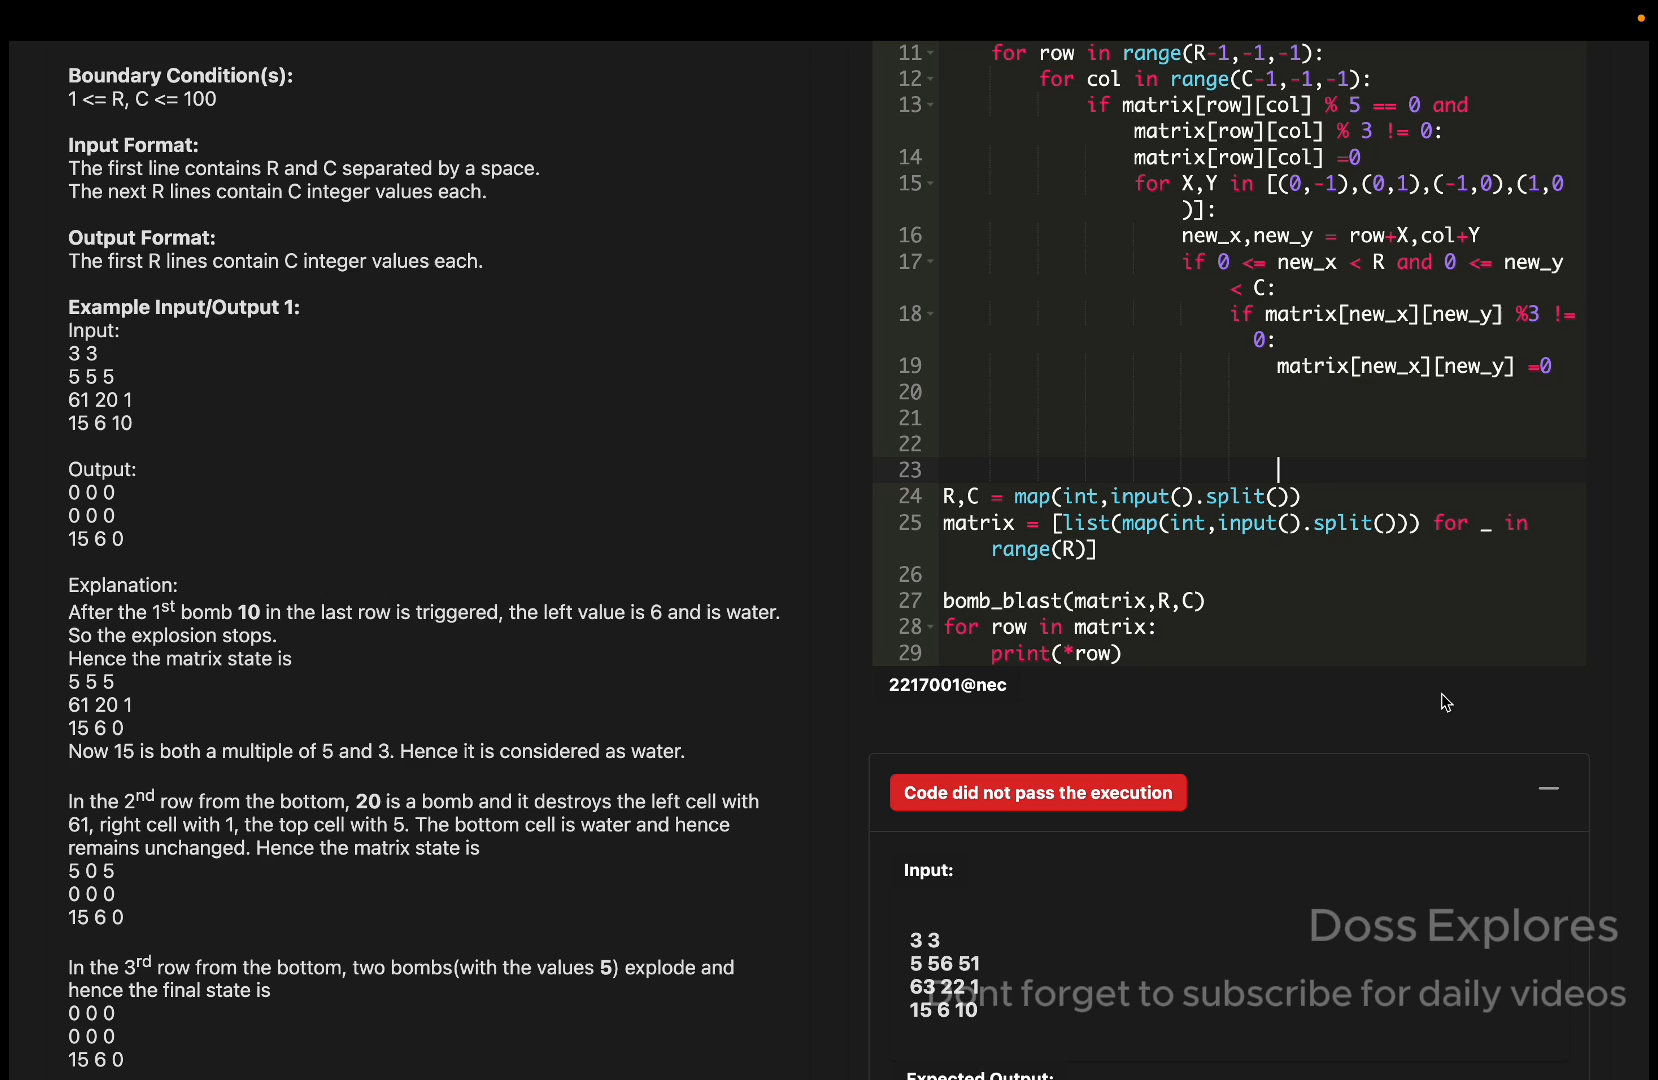 Boundary Condition(s):
1 <= R, C <= 100
Input Format:
The first line contains R and C separated by a space.
The next R lines contain C integer values each.
Output Format:
The first R lines contain C integer values each.
Example Input/Output 1:
Input:
3 3
5 5 5
61 20 1
15 6 10
Output:
0 0 0
0 0 0
15 6 0
Explanation:
After the 1st bomb 10 in the last row is triggered, the left value is 6 and is water.
So the explosion stops.
Hence the matrix state is
5 5 5
61 20 1
15 6 0
Now 15 is both a multiple of 5 and 3. Hence it is considered as water.
In the 2nd row from the bottom, 20 is a bomb and it destroys the left cell with
61, right cell with 1, the top cell with 5. The bottom cell is water and hence
remains unchanged. Hence the matrix state is
5 0 5
0 0 0
15 6 0
In the 3rd row from the bottom, two bombs(with the values 5) explode and
hence the final state is
0 0 0
0 0 0
15 6 0
11 for row in range(R-1,-1,-1):
12 for col in range(C-1,-1,-1):
13 if matrix[row][col] % 5 == 0 and
matrix[row][col] % 3 != 0:
14 matrix[row][col] =0
15 for X,Y in [(0,-1),(0,1),(-1,0),(1,0
)]:
16 new_x,new_y = row+X,col+Y
17 if 0 <= new_x < R and 0 <= new_y
< C:
18 if matrix[new_x][new_y] %3 !=
0:
19 matrix[new_x][new_y] =0
20
21
22
23
24 R,C = map(int,input().split())
25 matrix = [list(map(int,input().split())) for _ in
range(R)]
26
27 bomb_blast(matrix,R,C)
28 for row in matrix:
29 print(*row)
2217001@nec
Code did not pass the execution
Input:
3 3
5 56 51
63 22 1
15 6 10
Expected Output:
Doss Explores
Dont forget to subscribe for daily videos